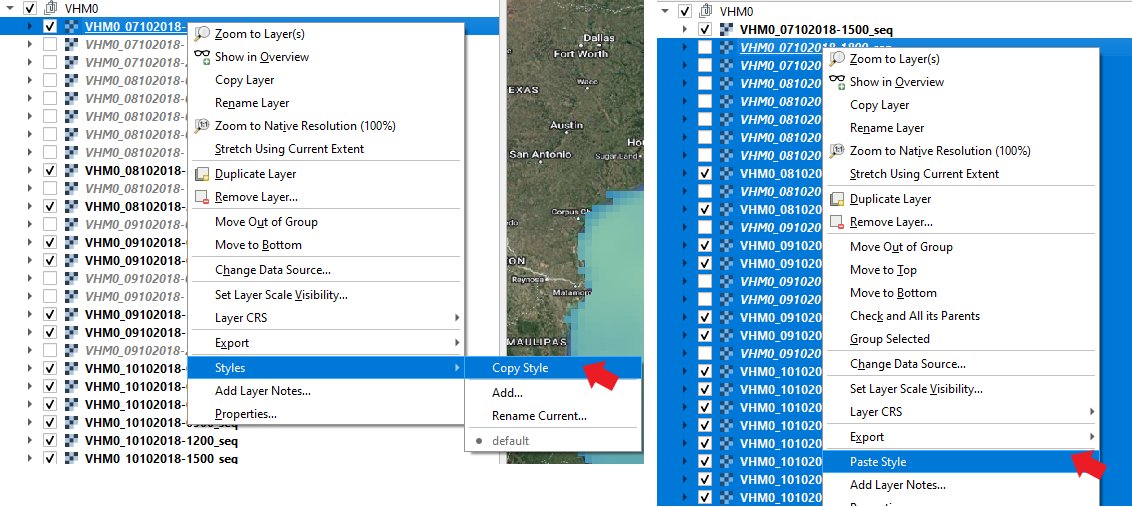 VHM0
VHM0_07102018-
VHM0_07102018-
VHM0_07102018-
VHM0_08102018-
VHM0_08102018-
VHM0_08102018-
VHM0_08102018-
VHM0_08102018-
VHM0_08102018-
VHM0_08102018-
VHM0_08102018-
VHM0_09102018-
VHM0_09102018-
VHM0_09102018-
VHM0_09102018-
VHM0_09102018-
VHM0_09102018-
VHM0_09102018-
VHM0_09102018-
VHM0_10102018-
VHM0_10102018-
VHM0_10102018-
VHM0_10102018-
VHM0_10102018-1200_seq
VHM0_10102018-1500_seq
Zoom to Layer(s)
Show in Overview
Copy Layer
Rename Layer
Zoom to Native Resolution (100%)
Stretch Using Current Extent
Duplicate Layer
Remove Layer...
Move Out of Group
Move to Bottom
Change Data Source...
Set Layer Scale Visibility...
Layer CRS
Export
Styles
Add Layer Notes...
Properties...
Copy Style
Add...
Rename Current...
default
Dallas
Fort Worth
EXAS
Waco
Austin
Hou
San Antonio
Sugar Land
Corpus Ch
ON
Reynosa
Matamor
MAULIPAS
VHM0
VHM0_07102018-1500_seq
VHM0_07102018-1800_seq
VHM0_071020
VHM0_081020
VHM0_081020
VHM0_081020
VHM0_081020
VHM0_081020
VHM0_081020
VHM0_081020
VHM0_091020
VHM0_091020
VHM0_091020
VHM0_091020
VHM0_091020
VHM0_091020
VHM0_091020
VHM0_091020
VHM0_101020
VHM0_101020
VHM0_101020
VHM0_101020
VHM0_101020
VHM0_101020
VHM0_101020
VHM0_101020
Zoom to Layer(s)
Show in Overview
Copy Layer
Rename Layer
Zoom to Native Resolution (100%)
Stretch Using Current Extent
Duplicate Layer
Remove Layer...
Move Out of Group
Move to Top
Move to Bottom
Check and All its Parents
Group Selected
Change Data Source...
Set Layer Scale Visibility...
Layer CRS
Export
Paste Style
Add Layer Notes...